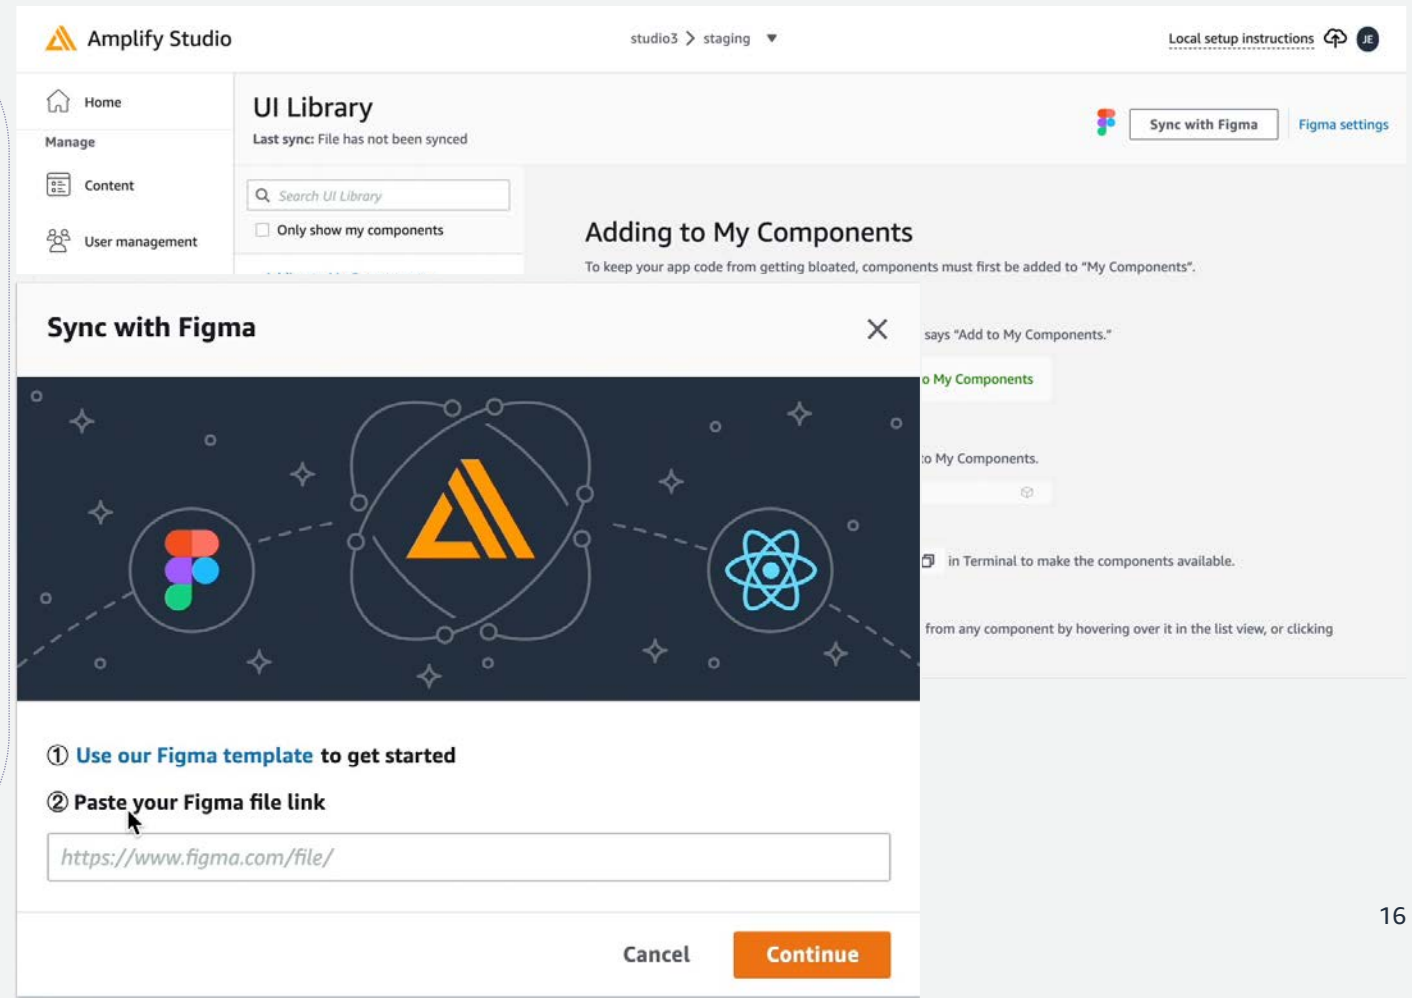 Amplify Studio
studio3 > staging ▼
Local setup instructions
JE
Home
Manage
Content
User management
UI Library
Last sync: File has not been synced
Sync with Figma
Figma settings
Search UI Library
Only show my components
Adding to My Components
To keep your app code from getting bloated, components must first be added to “My Components”.
says “Add to My Components.”
o My Components
to My Components.
in Terminal to make the components available.
from any component by hovering over it in the list view, or clicking
Sync with Figma
① Use our Figma template to get started
② Paste your Figma file link
https://www.figma.com/file/
Cancel
Continue
16